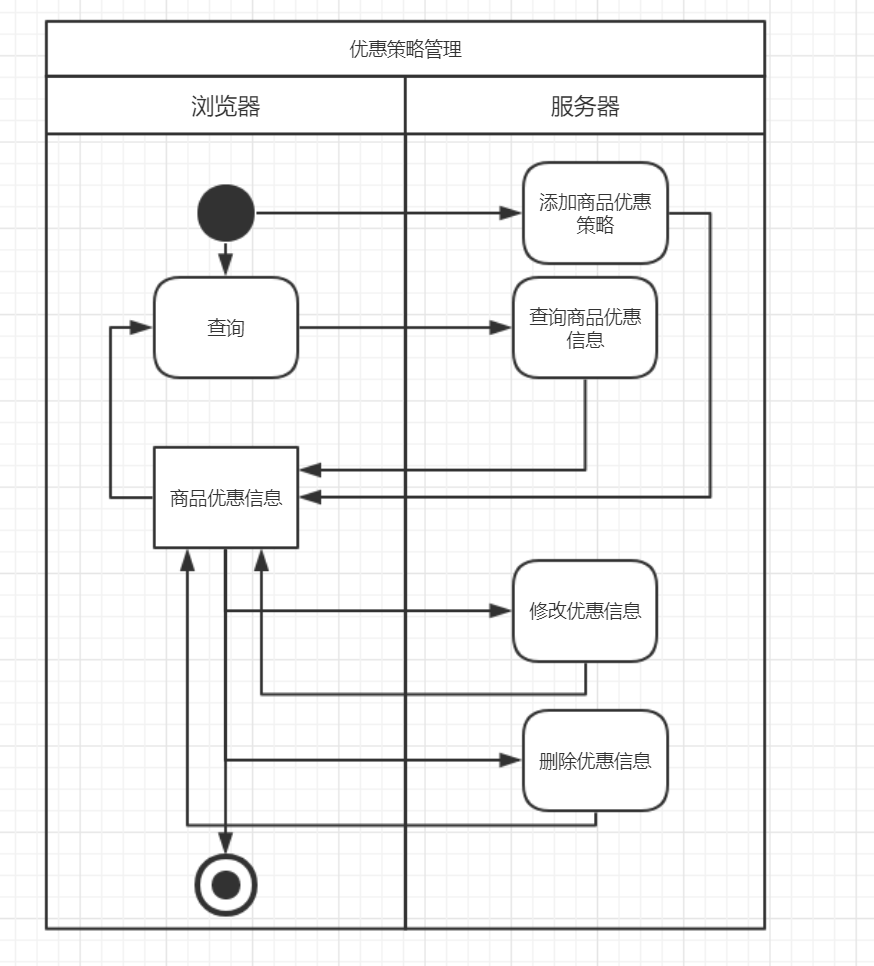 优惠策略管理
浏览器
服务器
添加商品优惠
策略
查询
查询商品优惠
信息
商品优惠信息
修改优惠信息
删除优惠信息